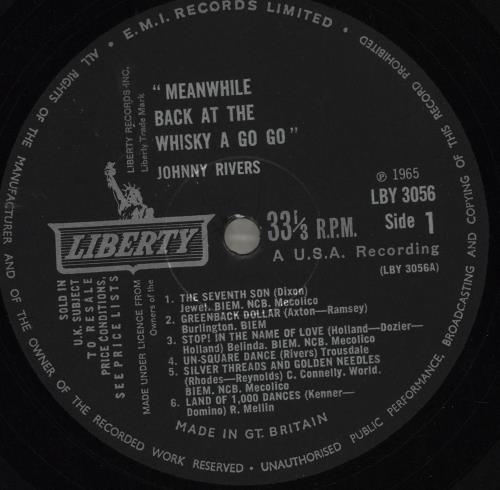 E.M.I. RECORDS LIMITED
ALL RIGHTS OF THE MANUFACTURER AND OF THE OWNER OF THE RECORDED WORK RESERVED • UNAUTHORISED PUBLIC PERFORMANCE, BROADCASTING AND COPYING OF THIS RECORD PROHIBITED
LIBERTY RECORDS INC.
Liberty Trade Mark
"MEANWHILE
BACK AT THE
WHISKY A GO GO"
JOHNNY RIVERS
LIBERTY
℗ 1965
LBY 3056
Side 1
33⅓ R.P.M.
A U.S.A. Recording
(LBY 3056A)
SOLD IN
U.K. SUBJECT
TO RESALE
PRICE CONDITIONS,
SEE PRICE LISTS
MADE UNDER LICENCE FROM
Owners of the
1. THE SEVENTH SON (Dixon)
Jewel. BIEM. NCB. Mecolico
2. GREENBACK DOLLAR (Axton—Ramsey)
Burlington. BIEM
3. STOP! IN THE NAME OF LOVE (Holland—Dozier—
Holland) Belinda. BIEM. NCB. Mecolico
4. UN-SQUARE DANCE (Rivers) Trousdale
5. SILVER THREADS AND GOLDEN NEEDLES
(Rhodes—Reynolds) C. Connelly. World.
BIEM. NCB. Mecolico
6. LAND OF 1,000 DANCES (Kenner—
Domino) R. Mellin
MADE IN GT. BRITAIN